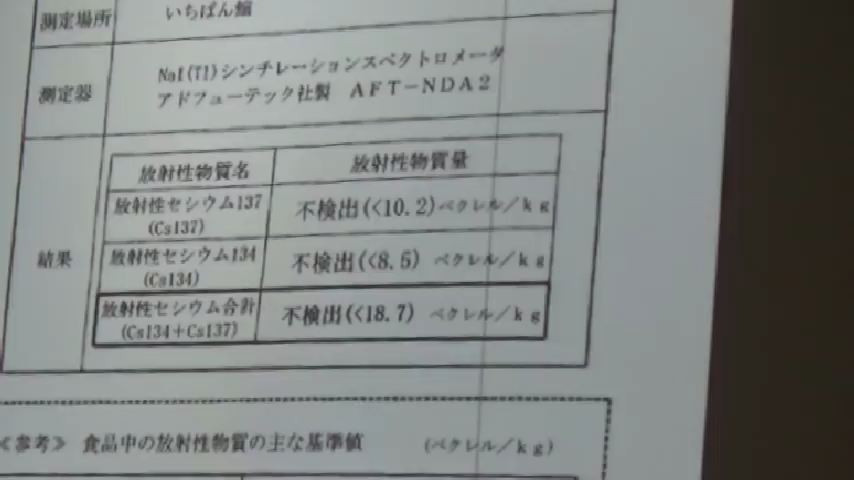 測定場所 いちばん館
測定器 NaI(Tl)シンチレーションスペクトロメータ
アドフューテック社製 AFT-NDA2
結果
放射性物質名 放射性物質量
放射性セシウム137 不検出(<10.2)ベクレル/kg
(Cs137)
放射性セシウム134 不検出(<8.5) ベクレル/kg
(Cs134)
放射性セシウム合計 不検出(<18.7) ベクレル/kg
(Cs134+Cs137)
≪参考≫ 食品中の放射性物質の主な基準値 (ベクレル/kg)